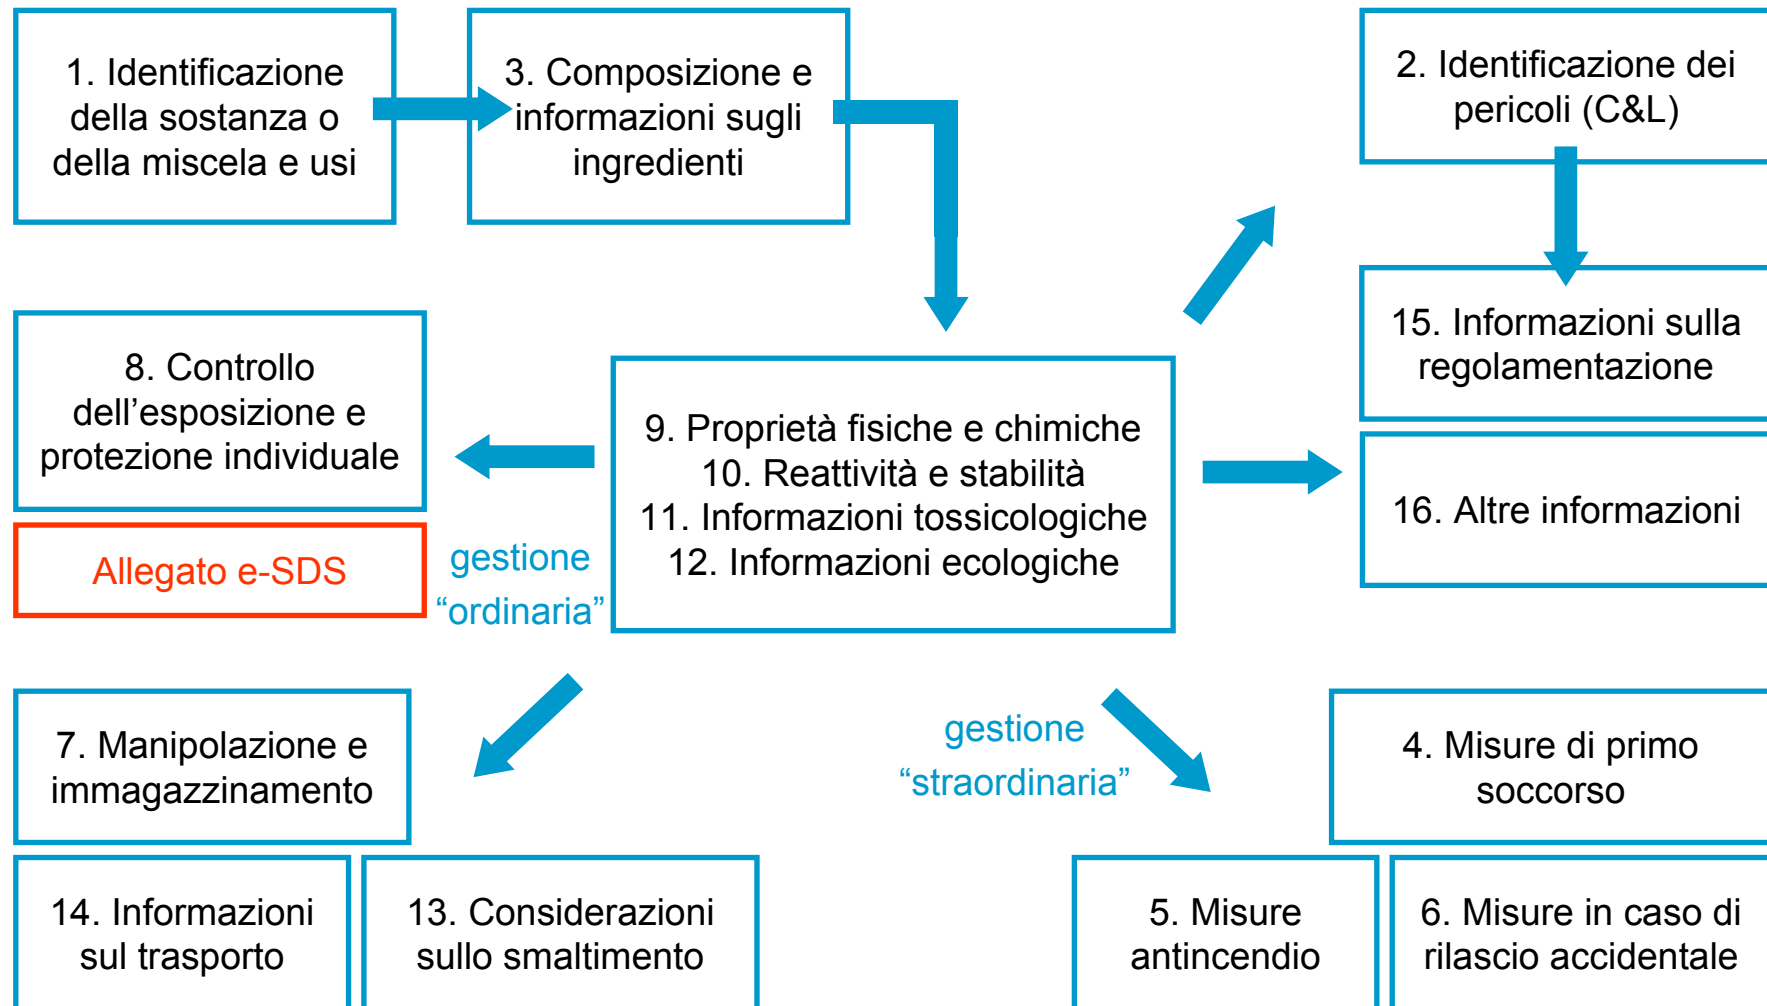 1. Identificazione
della sostanza o
della miscela e usi
3. Composizione e
informazioni sugli
ingredienti
2. Identificazione dei
pericoli (C&L)
15. Informazioni sulla
regolamentazione
8. Controllo
dell’esposizione e
protezione individuale
Allegato e-SDS
gestione
“ordinaria”
9. Proprietà fisiche e chimiche
10. Reattività e stabilità
11. Informazioni tossicologiche
12. Informazioni ecologiche
16. Altre informazioni
7. Manipolazione e
immagazzinamento
gestione
“straordinaria”
4. Misure di primo
soccorso
14. Informazioni
sul trasporto
13. Considerazioni
sullo smaltimento
5. Misure
antincendio
6. Misure in caso di
rilascio accidentale